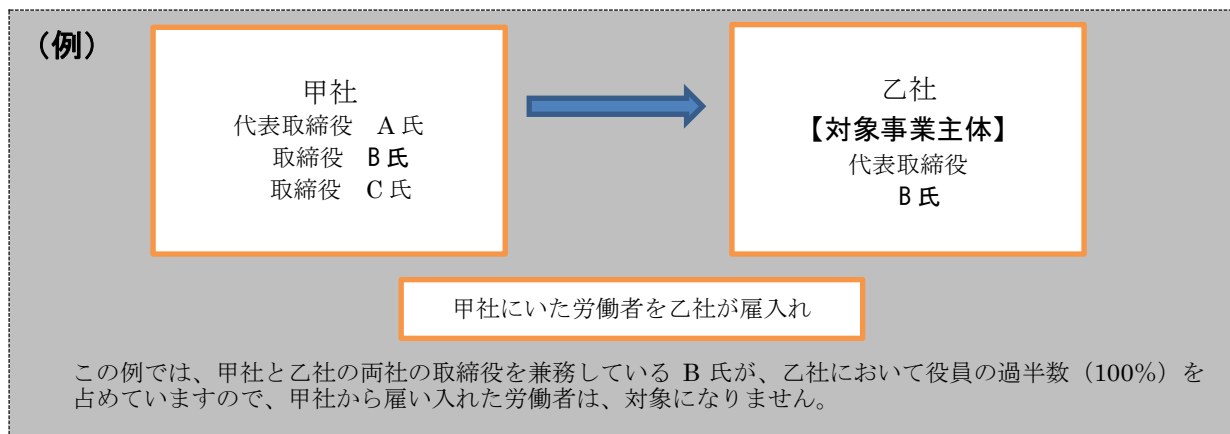 (例)
甲社
代表取締役 A 氏
取締役 B氏
取締役 C 氏
乙社
【対象事業主体】
代表取締役
B氏
甲社にいた労働者を乙社が雇入れ
この例では、甲社と乙社の両社の取締役を兼務している B 氏が、乙社において役員の過半数（100%）を
占めていますので、甲社から雇い入れた労働者は、対象になりません。